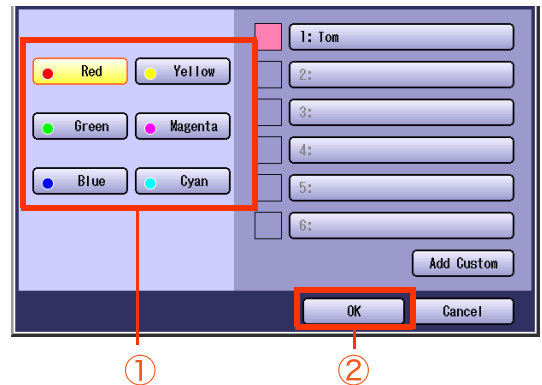 Red
Yellow
Green
Magenta
Blue
Cyan
1: Tom
2:
3:
4:
5:
6:
Add Custom
OK
Cancel
①
②